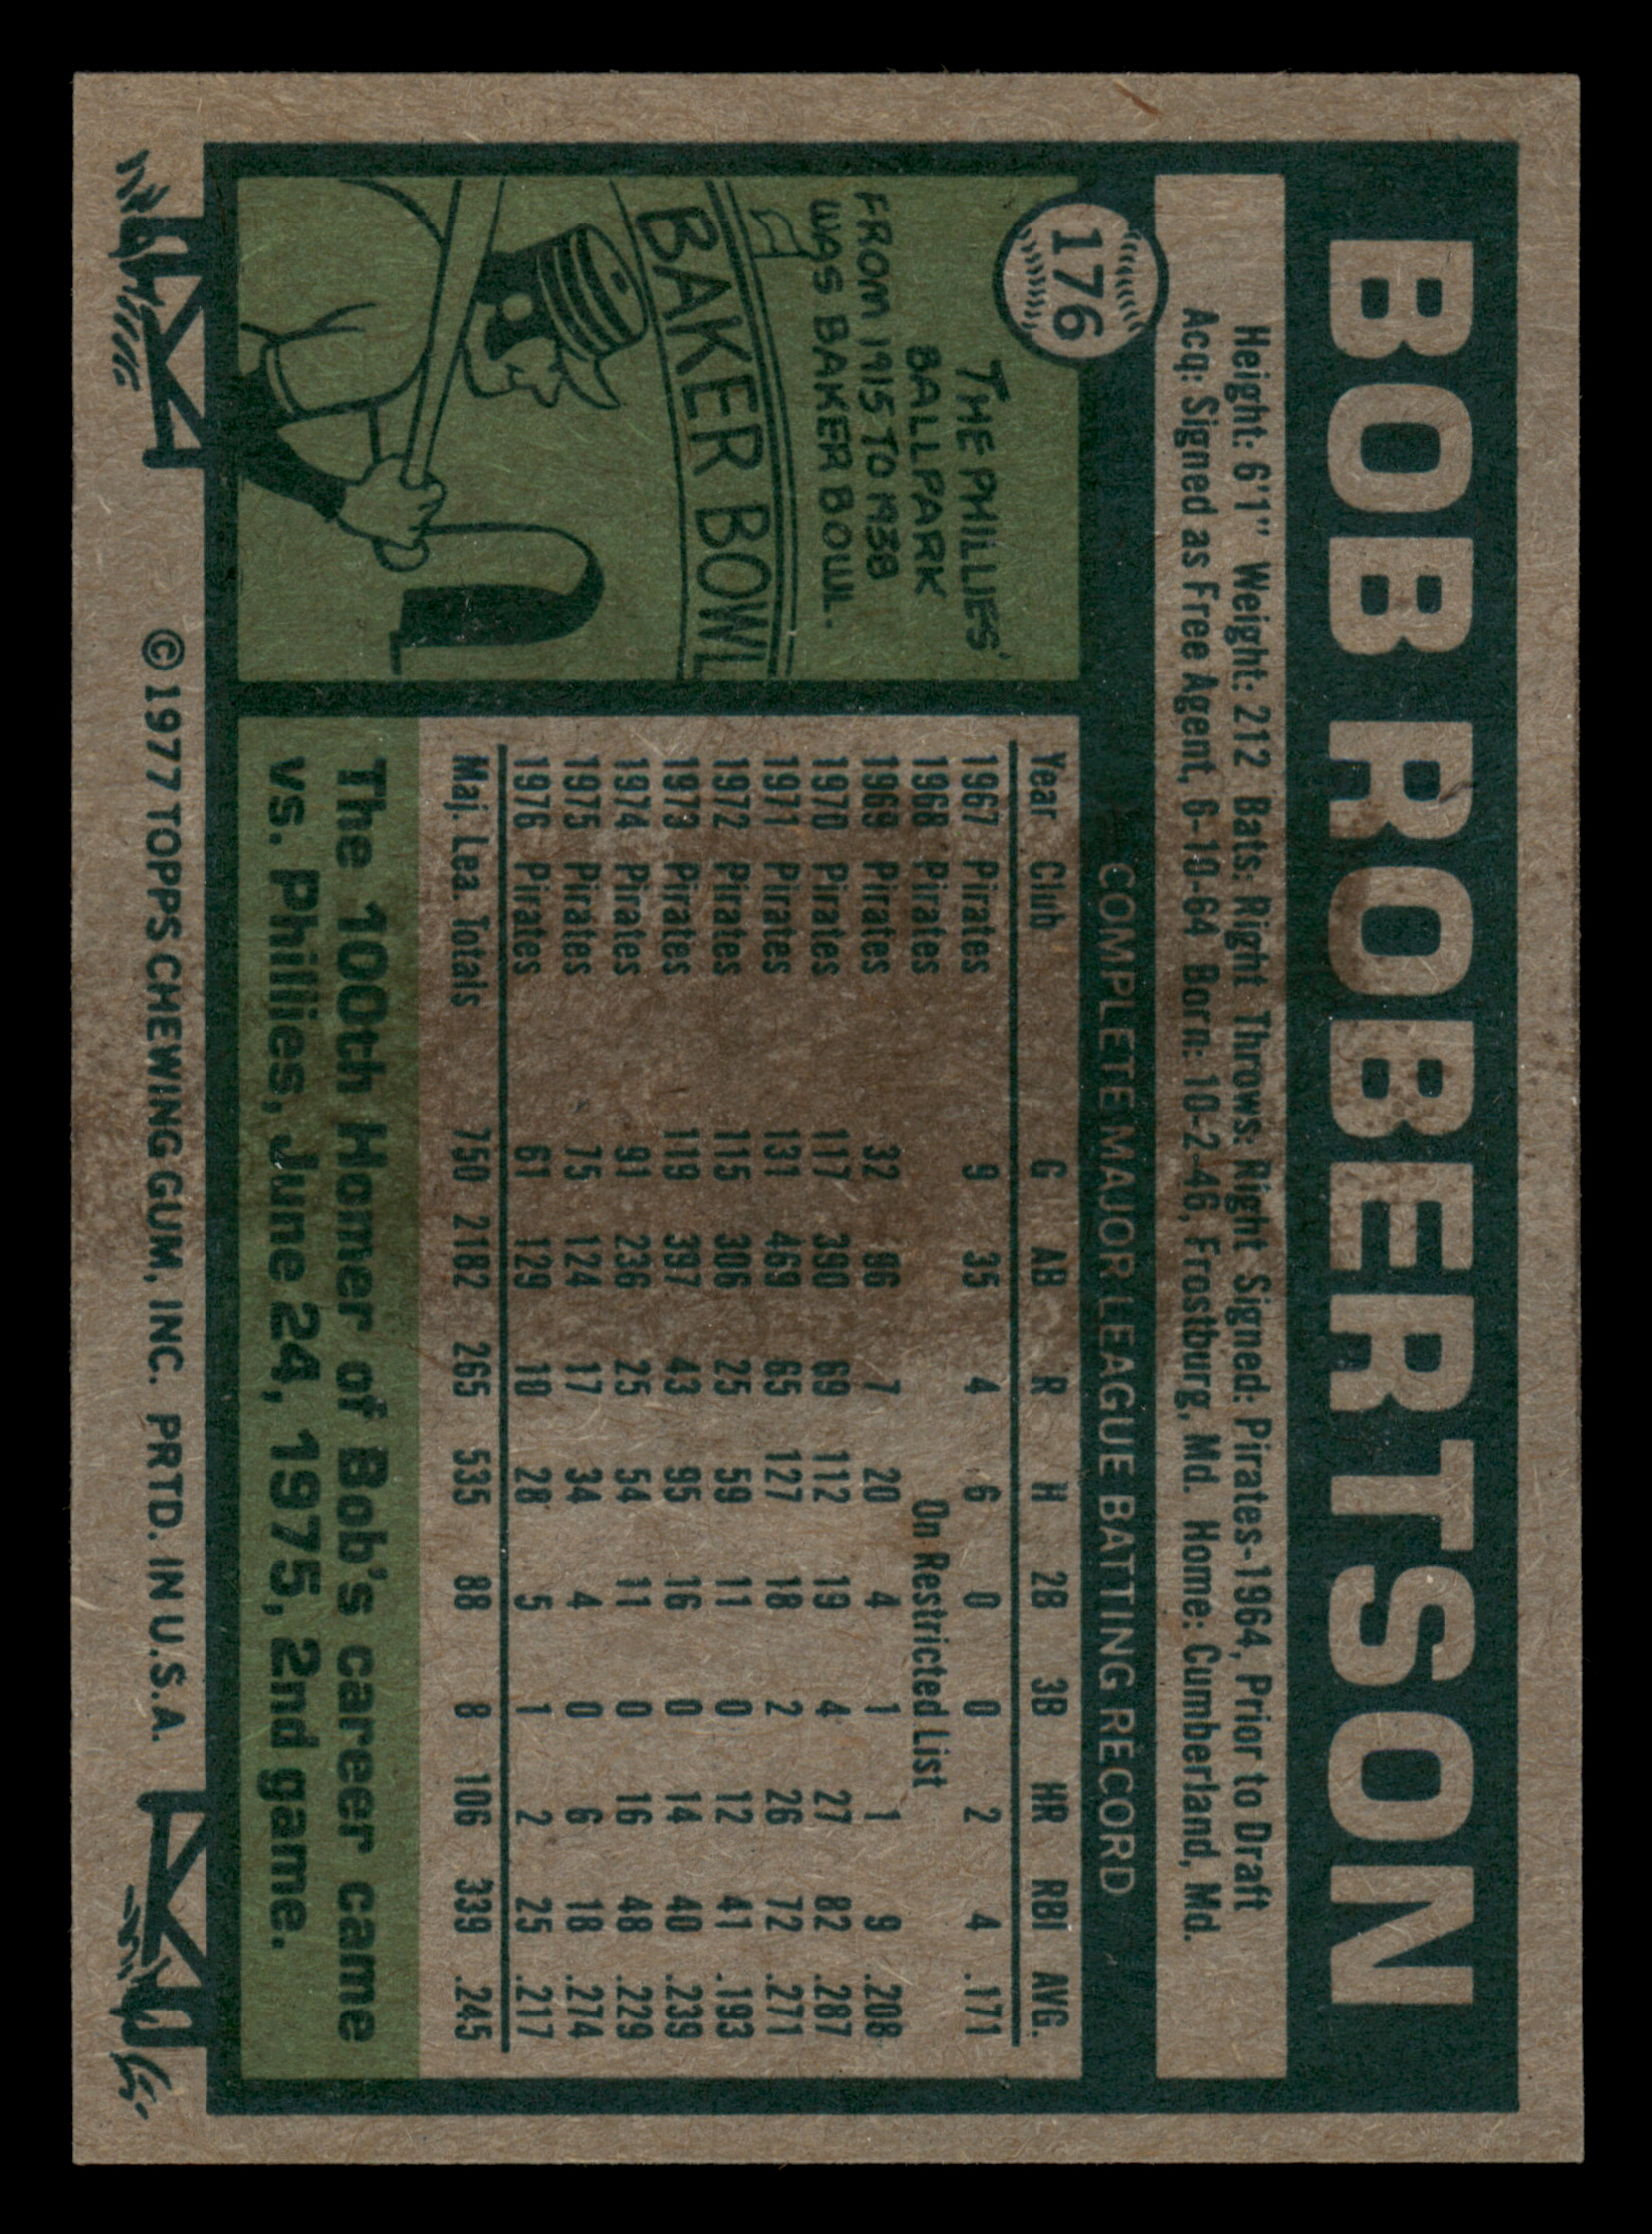 BOB ROBERTSON
Height: 6'1" Weight: 212 Bats: Right Throws: Right Signed: Pirates-1964, Prior to Draft
Acq: Signed as Free Agent, 6-10-64 Born: 10-2-46, Frostburg, Md. Home: Cumberland, Md.
176
COMPLETE MAJOR LEAGUE BATTING RECORD
THE PHILLIES'
BALLPARK
FROM 1915 TO 1938
WAS BAKER BOWL.
BAKER BOWL
Year Club G AB R H 2B 3B HR RBI AVG.
1967 Pirates 9 35 4 6 0 0 2 4 .171
1968 Pirates On Restricted List
1969 Pirates 32 96 7 20 4 1 1 9 .208
1970 Pirates 117 390 69 112 19 4 27 82 .287
1971 Pirates 131 469 65 127 18 2 26 72 .271
1972 Pirates 115 306 25 59 11 0 12 41 .193
1973 Pirates 119 397 43 95 16 0 14 40 .239
1974 Pirates 91 236 25 54 11 0 16 48 .229
1975 Pirates 75 124 17 34 4 0 6 18 .274
1976 Pirates 61 129 10 28 5 1 2 25 .217
Maj. Lea. Totals 750 2182 265 535 88 8 106 339 .245
The 100th Homer of Bob's career came
vs. Phillies, June 24, 1975, 2nd game.
© 1977 TOPPS CHEWING GUM, INC. PRTD. IN U.S.A.